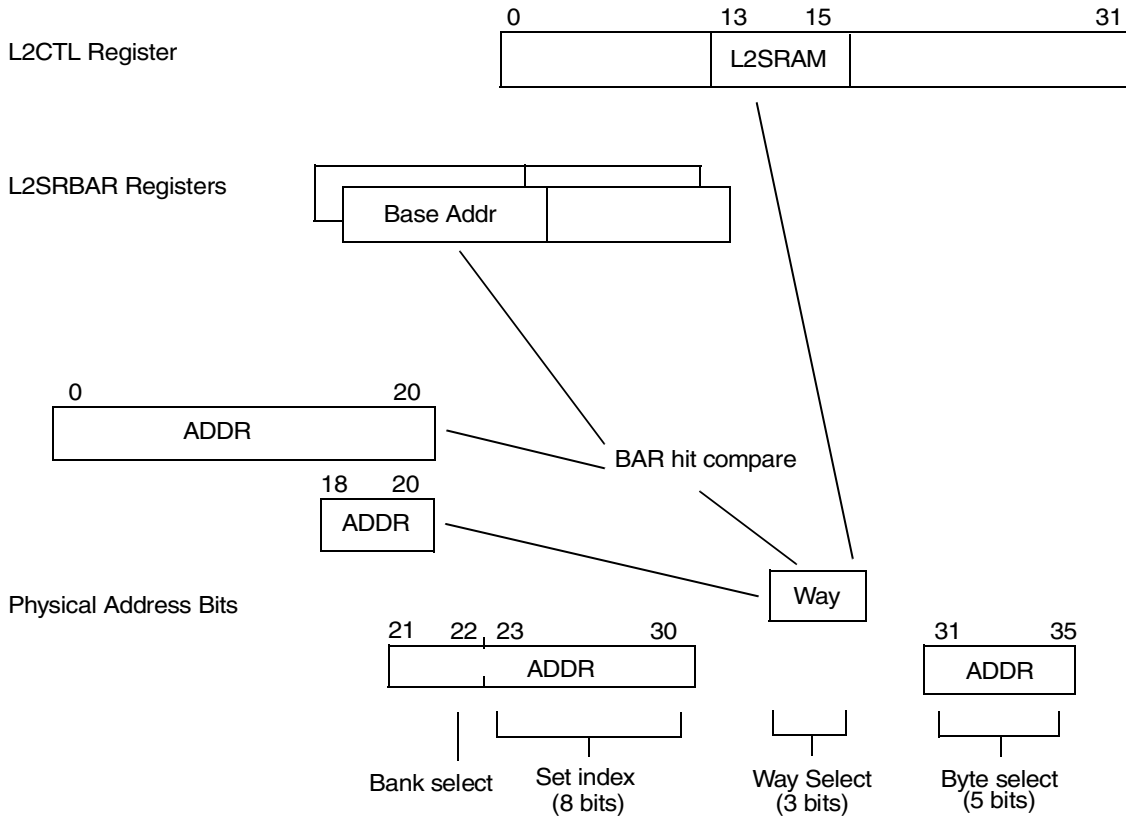 0 13 15 31
L2CTL Register
L2SRAM
L2SRBAR Registers
Base Addr
0 20
ADDR
BAR hit compare
18 20
ADDR
Way
Physical Address Bits
21 22 23 30
31 35
ADDR
ADDR
Bank select
Set index
(8 bits)
Way Select
(3 bits)
Byte select
(5 bits)